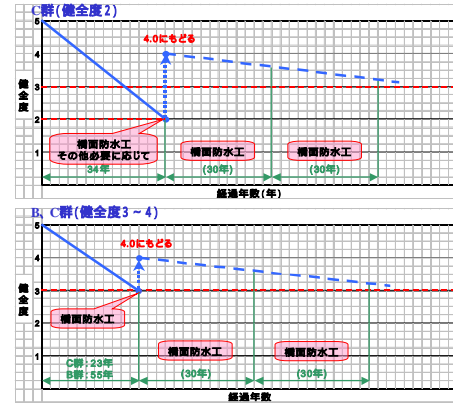 C群(健全度2)
5
4.0にもどる
4
3
健全度
2
橋面防水工
その他必要に応じて
橋面防水工
橋面防水工
1
34年
(30年)
(30年)
経過年数(年)
B、C群(健全度3~4)
5
4.0にもどる
4
3
健全度
橋面防水工
2
橋面防水工
橋面防水工
1
C群:23年
B群:55年
(30年)
(30年)
経過年数